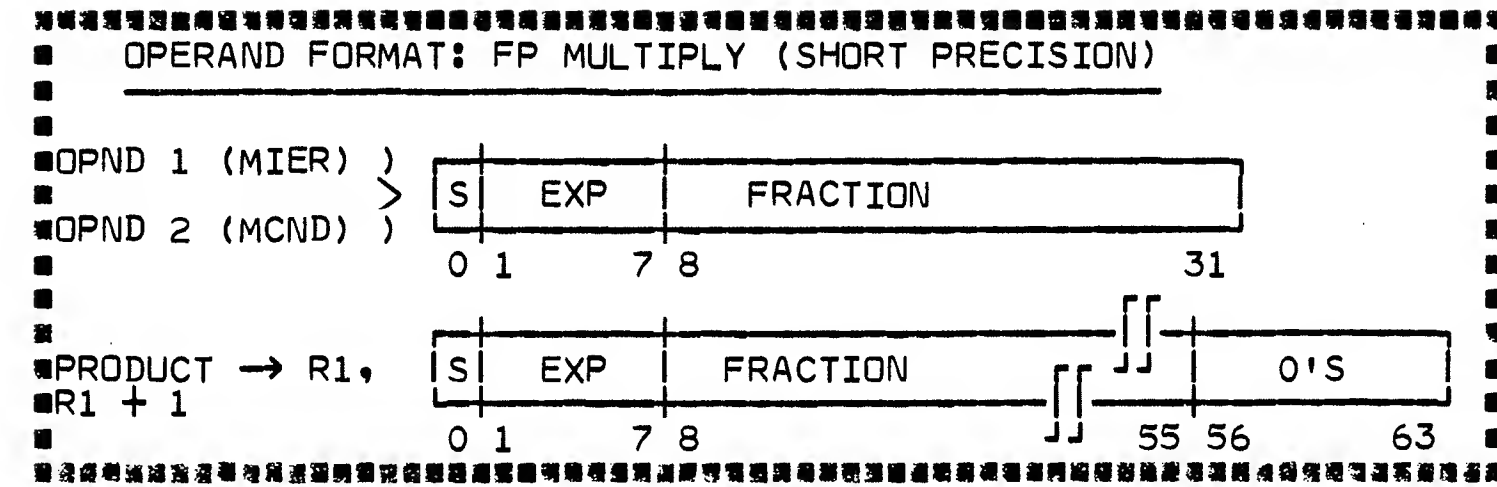 OPERAND FORMAT: FP MULTIPLY (SHORT PRECISION)
OPND 1 (MIER) )
> S EXP FRACTION
OPND 2 (MCND) )
0 1 7 8 31
PRODUCT → R1, S EXP FRACTION 0'S
R1 + 1
0 1 7 8 55 56 63